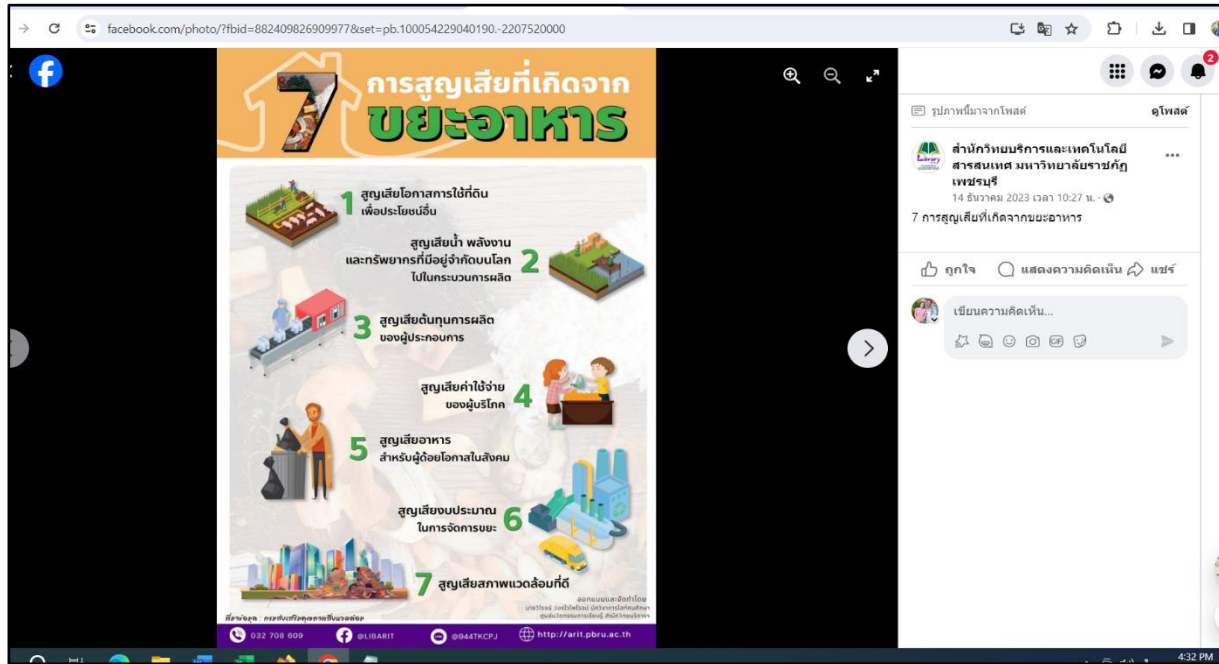 facebook.com/photo/?fbid=882409826909977&set=pb.100054229040190.-2207520000
7
การสูญเสียที่เกิดจาก
ขยะอาหาร
1 สูญเสียโอกาสการใช้ที่ดิน
เพื่อประโยชน์อื่น
สูญเสียน้ำ พลังงาน
และทรัพยากรที่มีอยู่จำกัดบนโลก
ไปในกระบวนการผลิต
2
3 สูญเสียต้นทุนการผลิต
ของผู้ประกอบการ
สูญเสียค่าใช้จ่าย
ของผู้บริโภค
4
5 สูญเสียอาหาร
สำหรับผู้ด้อยโอกาสในสังคม
สูญเสียงบประมาณ
ในการจัดการขยะ
6
7 สูญเสียสภาพแวดล้อมที่ดี
ออกแบบและจัดทำโดย
032 708 609
@LIBARIT
@944TKCPJ
http://arit.pbru.ac.th
2
รูปภาพนี้มาจากโพสต์
ดูโพสต์
Library
สำนักวิทยบริการและเทคโนโลยี
สารสนเทศ มหาวิทยาลัยราชภัฏ
เพชรบุรี
14 ธันวาคม 2023 เวลา 10:27 น.
7 การสูญเสียที่เกิดจากขยะอาหาร
ถูกใจ
แสดงความคิดเห็น
แชร์
เขียนความคิดเห็น...
GIF
4:32 PM